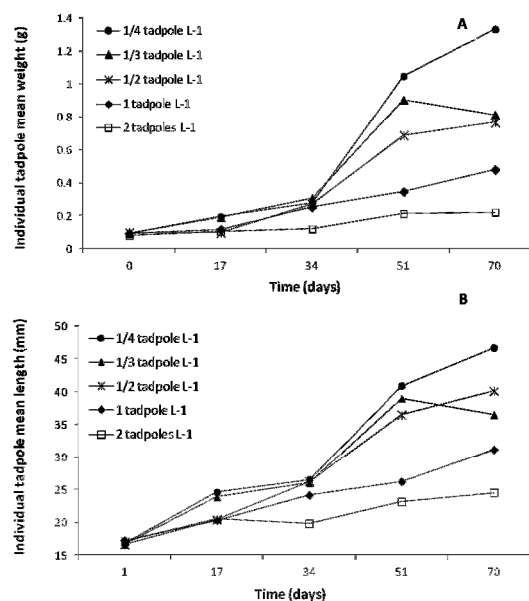 A
1.4
1.2
1
0.8
0.6
0.4
0.2
0
Individual tadpole mean weight (g)
1/4 tadpole L-1
1/3 tadpole L-1
1/2 tadpole L-1
1 tadpole L-1
2 tadpoles L-1
0 17 34 51 70
Time (days)
B
50
45
40
35
30
25
20
15
Individual tadpole mean length (mm)
1/4 tadpole L-1
1/3 tadpole L-1
1/2 tadpole L-1
1 tadpole L-1
2 tadpoles L-1
1 17 34 51 70
Time (days)